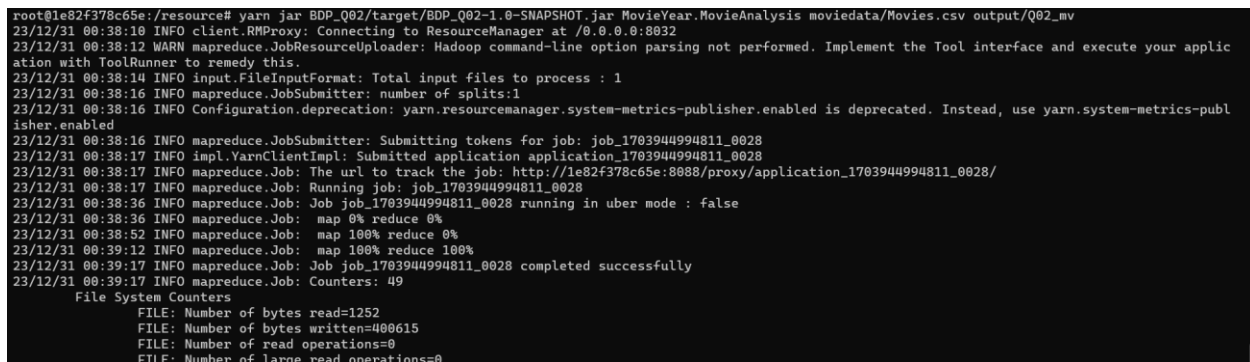 root@1e82f378c65e:/resource# yarn jar BDP_Q02/target/BDP_Q02-1.0-SNAPSHOT.jar MovieYear.MovieAnalysis moviedata/Movies.csv output/Q02_mv
23/12/31 00:38:10 INFO client.RMProxy: Connecting to ResourceManager at /0.0.0.0:8032
23/12/31 00:38:12 WARN mapreduce.JobResourceUploader: Hadoop command-line option parsing not performed. Implement the Tool interface and execute your applic
ation with ToolRunner to remedy this.
23/12/31 00:38:14 INFO input.FileInputFormat: Total input files to process : 1
23/12/31 00:38:16 INFO mapreduce.JobSubmitter: number of splits:1
23/12/31 00:38:16 INFO Configuration.deprecation: yarn.resourcemanager.system-metrics-publisher.enabled is deprecated. Instead, use yarn.system-metrics-publ
isher.enabled
23/12/31 00:38:16 INFO mapreduce.JobSubmitter: Submitting tokens for job: job_1703944994811_0028
23/12/31 00:38:17 INFO impl.YarnClientImpl: Submitted application application_1703944994811_0028
23/12/31 00:38:17 INFO mapreduce.Job: The url to track the job: http://1e82f378c65e:8088/proxy/application_1703944994811_0028/
23/12/31 00:38:17 INFO mapreduce.Job: Running job: job_1703944994811_0028
23/12/31 00:38:36 INFO mapreduce.Job: Job job_1703944994811_0028 running in uber mode : false
23/12/31 00:38:36 INFO mapreduce.Job:  map 0% reduce 0%
23/12/31 00:38:52 INFO mapreduce.Job:  map 100% reduce 0%
23/12/31 00:39:12 INFO mapreduce.Job:  map 100% reduce 100%
23/12/31 00:39:17 INFO mapreduce.Job: Job job_1703944994811_0028 completed successfully
23/12/31 00:39:17 INFO mapreduce.Job: Counters: 49
File System Counters
FILE: Number of bytes read=1252
FILE: Number of bytes written=400615
FILE: Number of read operations=0
FILE: Number of large read operations=0